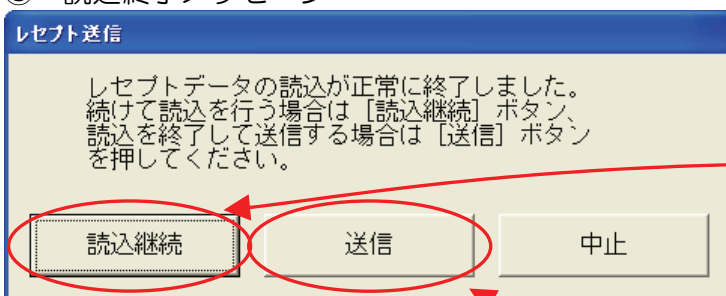 レセプト送信
レセプトデータの読込が正常に終了しました。
続けて読込を行う場合は［読込継続］ボタン、
読込を終了して送信する場合は［送信］ボタン
を押してください。
読込継続
送信
中止